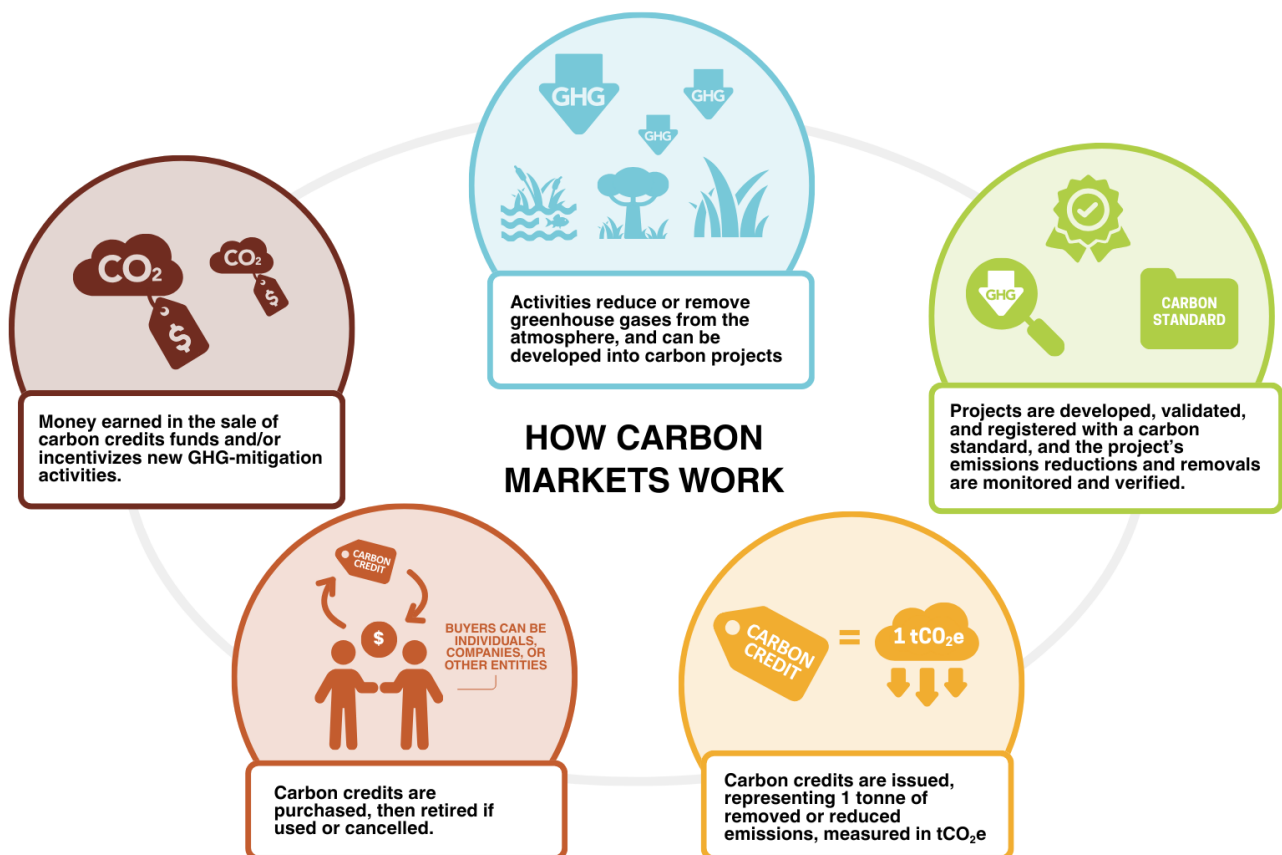 GHG
GHG
GHG
Activities reduce or remove
greenhouse gases from the
atmosphere, and can be
developed into carbon projects
GHG
CARBON
STANDARD
Projects are developed, validated,
and registered with a carbon
standard, and the project’s
emissions reductions and removals
are monitored and verified.
CARBON
CREDIT
=
1 tCO₂e
Carbon credits are issued,
representing 1 tonne of
removed or reduced
emissions, measured in tCO₂e
CARBON
CREDIT
$
BUYERS CAN BE
INDIVIDUALS,
COMPANIES, OR
OTHER ENTITIES
Carbon credits are
purchased, then retired if
used or cancelled.
CO₂
$
CO₂
$
Money earned in the sale of
carbon credits funds and/or
incentivizes new GHG-mitigation
activities.
HOW CARBON
MARKETS WORK